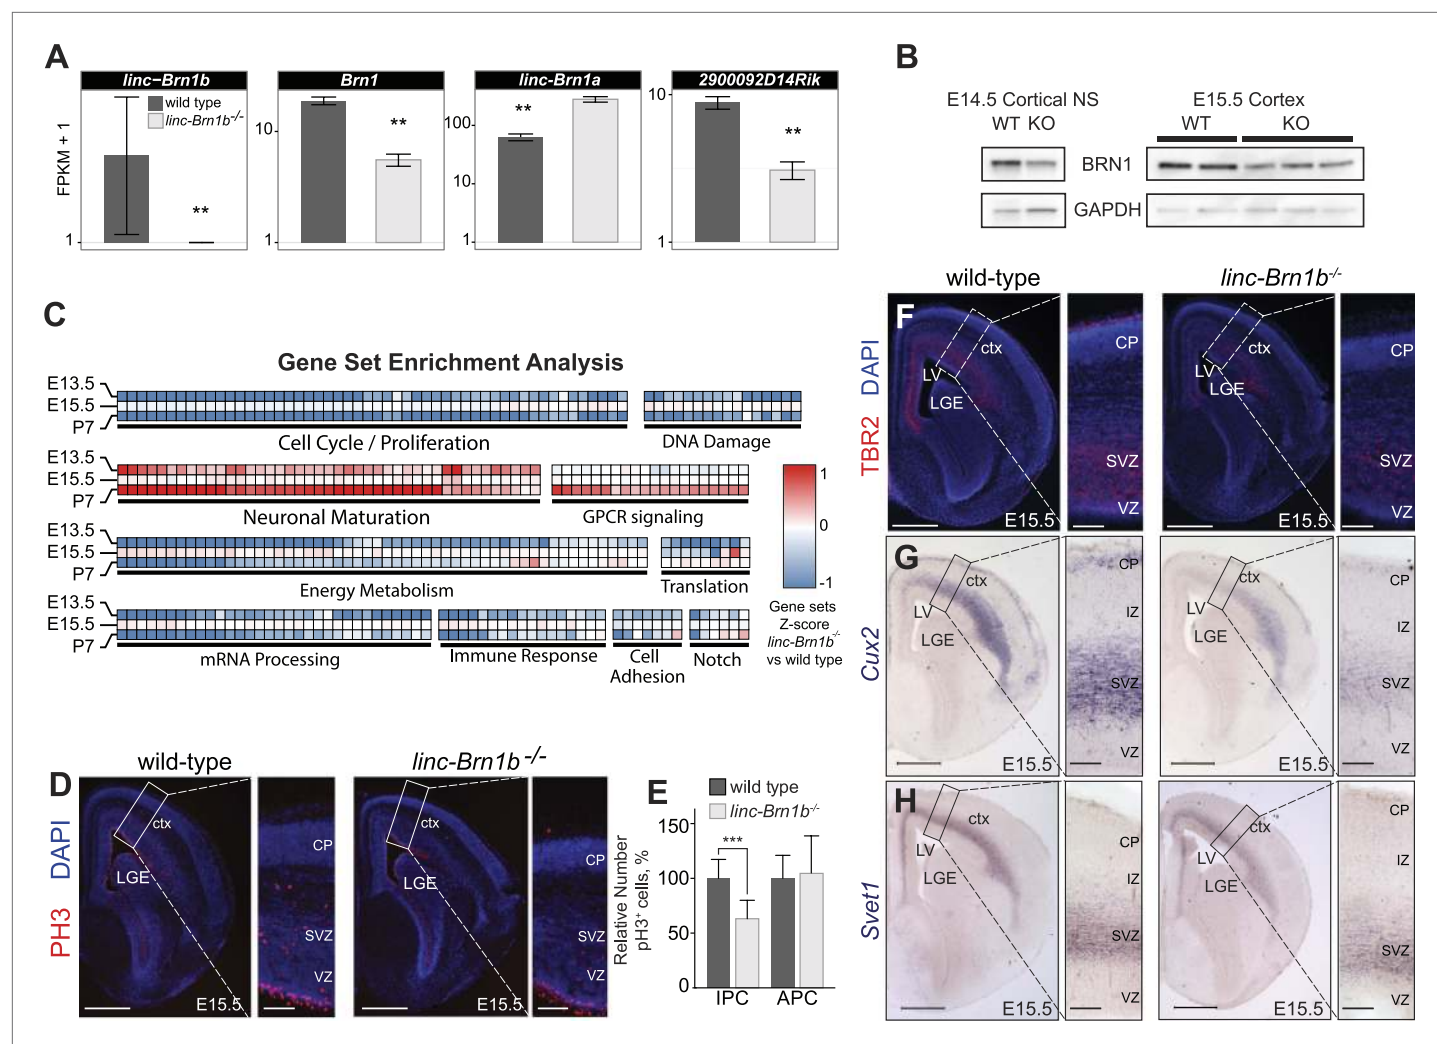 A
linc-Brn1b
Brn1
linc-Brn1a
2900092D14Rik
wild type
linc-Brn1b-/-
FPKM + 1
1
**
10
1
**
100
10
1
**
10
1
**
B
E14.5 Cortical NS
E15.5 Cortex
WT KO
WT
KO
BRN1
GAPDH
C
Gene Set Enrichment Analysis
E13.5
E15.5
P7
Cell Cycle / Proliferation
DNA Damage
E13.5
E15.5
P7
Neuronal Maturation
GPCR signaling
E13.5
E15.5
P7
Energy Metabolism
Translation
E13.5
E15.5
P7
mRNA Processing
Immune Response
Cell
Adhesion
Notch
1
0
-1
Gene sets
Z-score
linc-Brn1b-/-
vs wild type
D
wild-type
linc-Brn1b-/-
PH3 DAPI
ctx
LGE
E15.5
CP
SVZ
VZ
ctx
LGE
E15.5
CP
SVZ
VZ
E
wild type
linc-Brn1b-/-
Relative Number
pH3+ cells, %
150
100
50
0
***
IPC
APC
wild-type
linc-Brn1b-/-
F
TBR2 DAPI
ctx
LV
LGE
E15.5
CP
SVZ
VZ
ctx
LV
LGE
E15.5
CP
SVZ
VZ
G
Cux2
ctx
LV
LGE
E15.5
CP
IZ
SVZ
VZ
ctx
LV
LGE
E15.5
CP
IZ
SVZ
VZ
H
Svet1
ctx
LV
LGE
E15.5
CP
IZ
SVZ
VZ
ctx
LV
LGE
E15.5
CP
IZ
SVZ
VZ